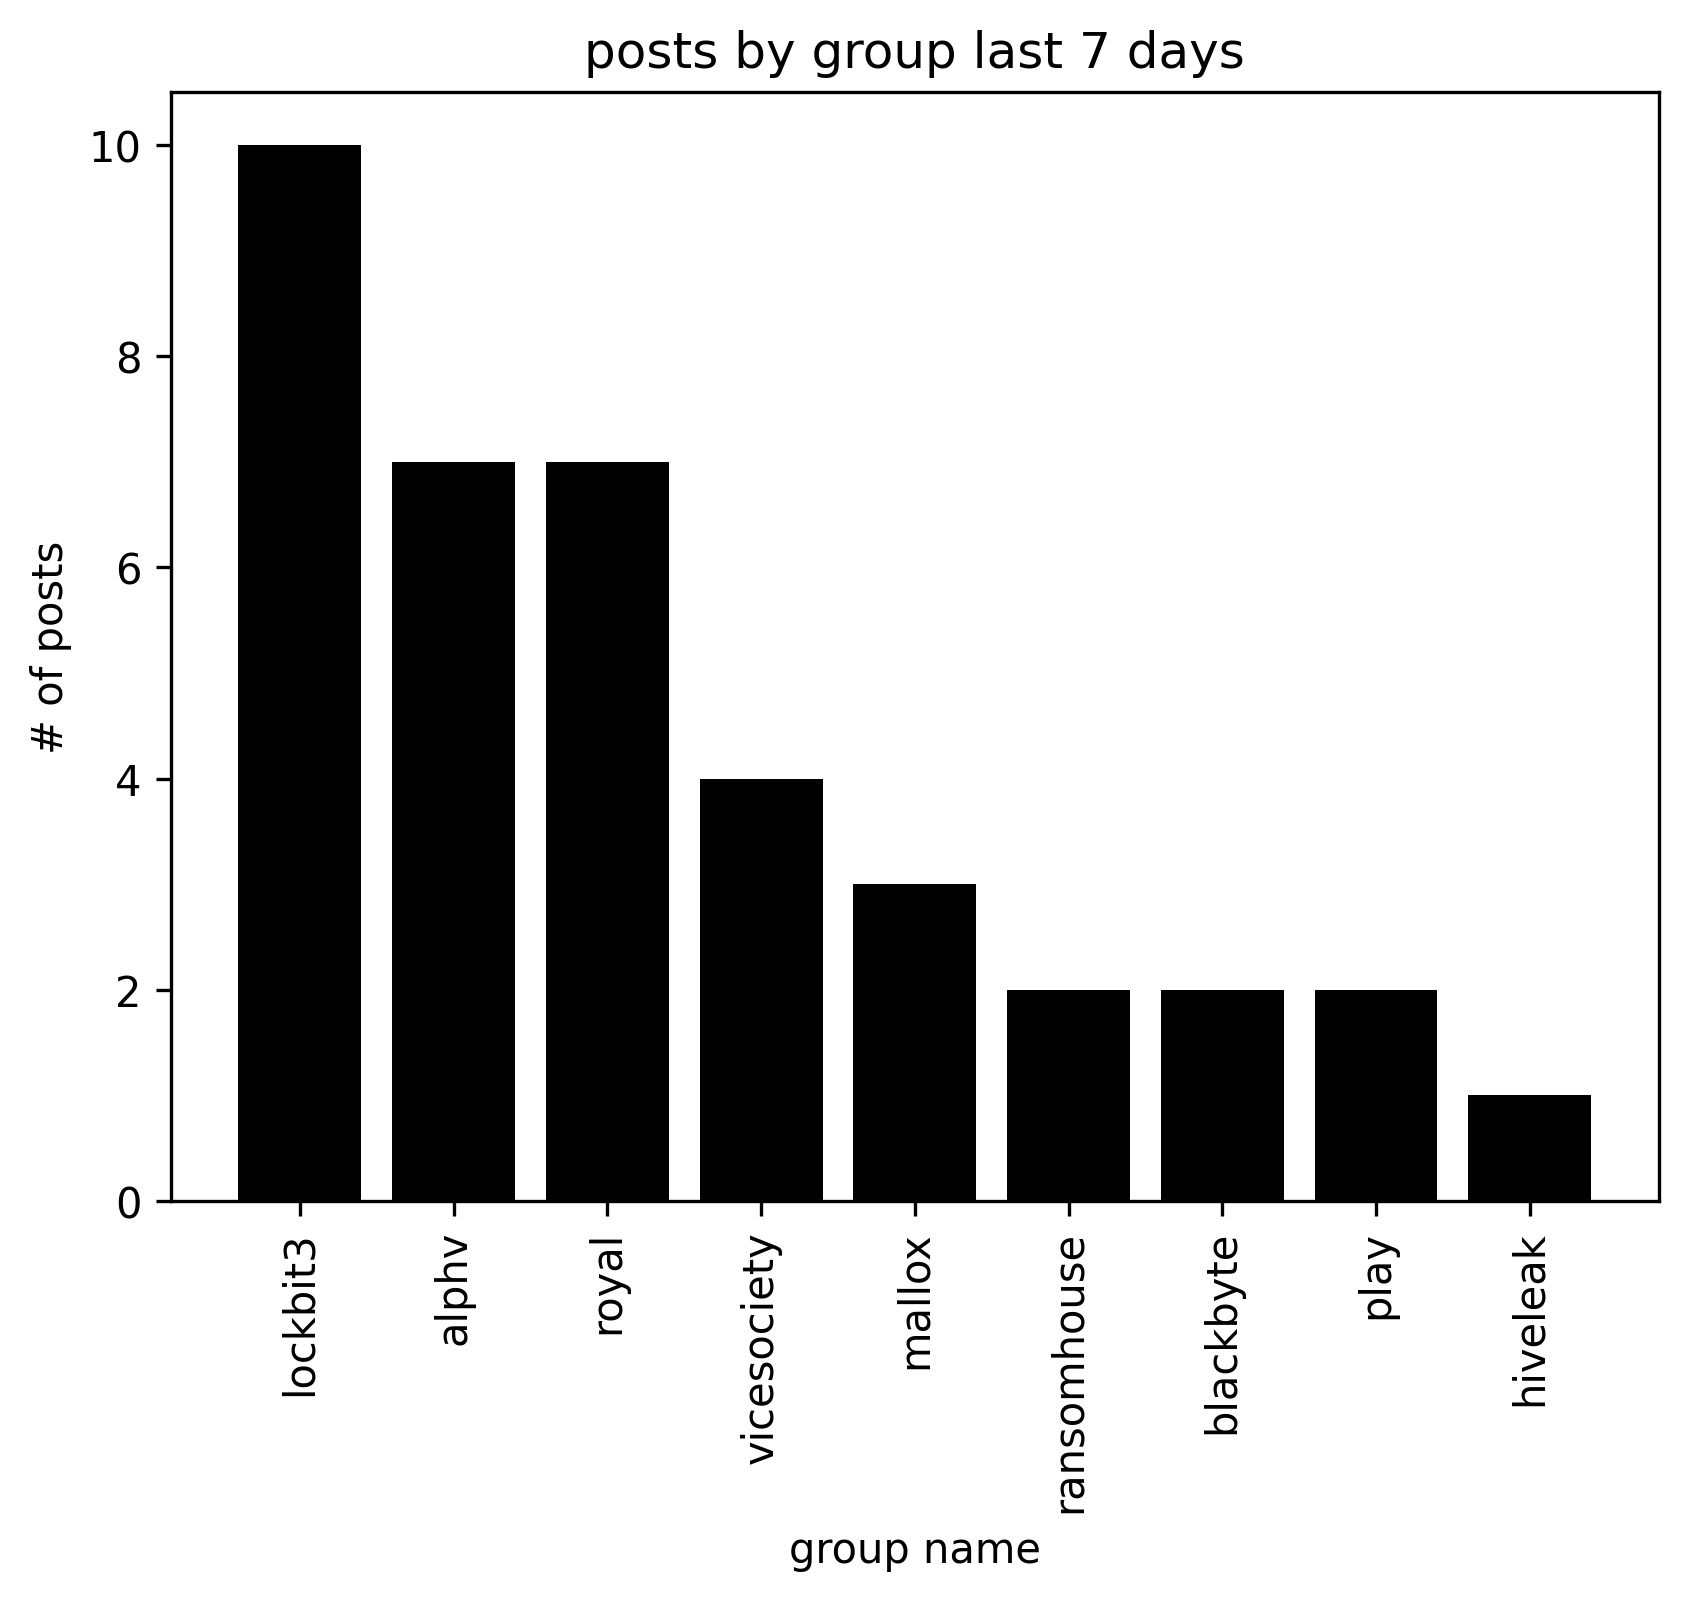 posts by group last 7 days
# of posts
10
8
6
4
2
0
lockbit3
alphv
royal
vicesociety
mallox
ransomhouse
blackbyte
play
hiveleak
group name